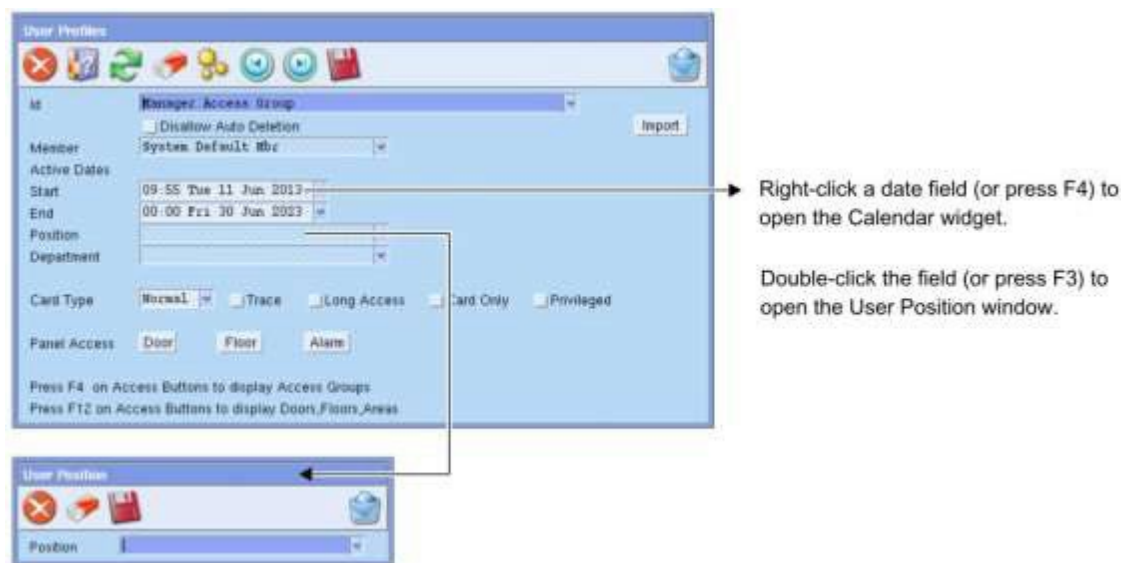 User Profiles
Id Manager Access Group
Disallow Auto Deletion Import
Member System Default Mbr
Active Dates
Start 09:55 Tue 11 Jun 2013
End 00:00 Fri 30 Jun 2023
Position
Department
Card Type Normal Trace Long Access Card Only Privileged
Panel Access Door Floor Alarm
Press F4 on Access Buttons to display Access Groups
Press F12 on Access Buttons to display Doors,Floors,Areas
Right-click a date field (or press F4) to
open the Calendar widget.
Double-click the field (or press F3) to
open the User Position window.
User Position
Position